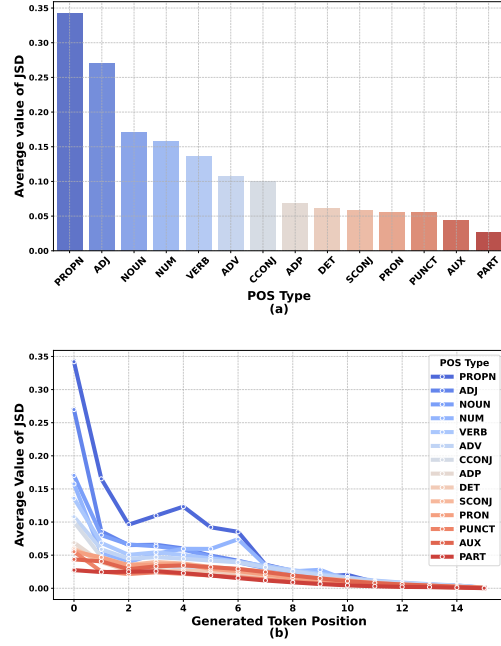 0.35
0.30
0.25
0.20
0.15
0.10
0.05
0.00
Average value of JSD
PROPN
ADJ
NOUN
NUM
VERB
ADV
CCONJ
ADP
DET
SCONJ
PRON
PUNCT
AUX
PART
POS Type
(a)
0.35
0.30
0.25
0.20
0.15
0.10
0.05
0.00
Average Value of JSD
POS Type
PROPN
ADJ
NOUN
NUM
VERB
ADV
CCONJ
ADP
DET
SCONJ
PRON
PUNCT
AUX
PART
0 2 4 6 8 10 12 14
Generated Token Position
(b)